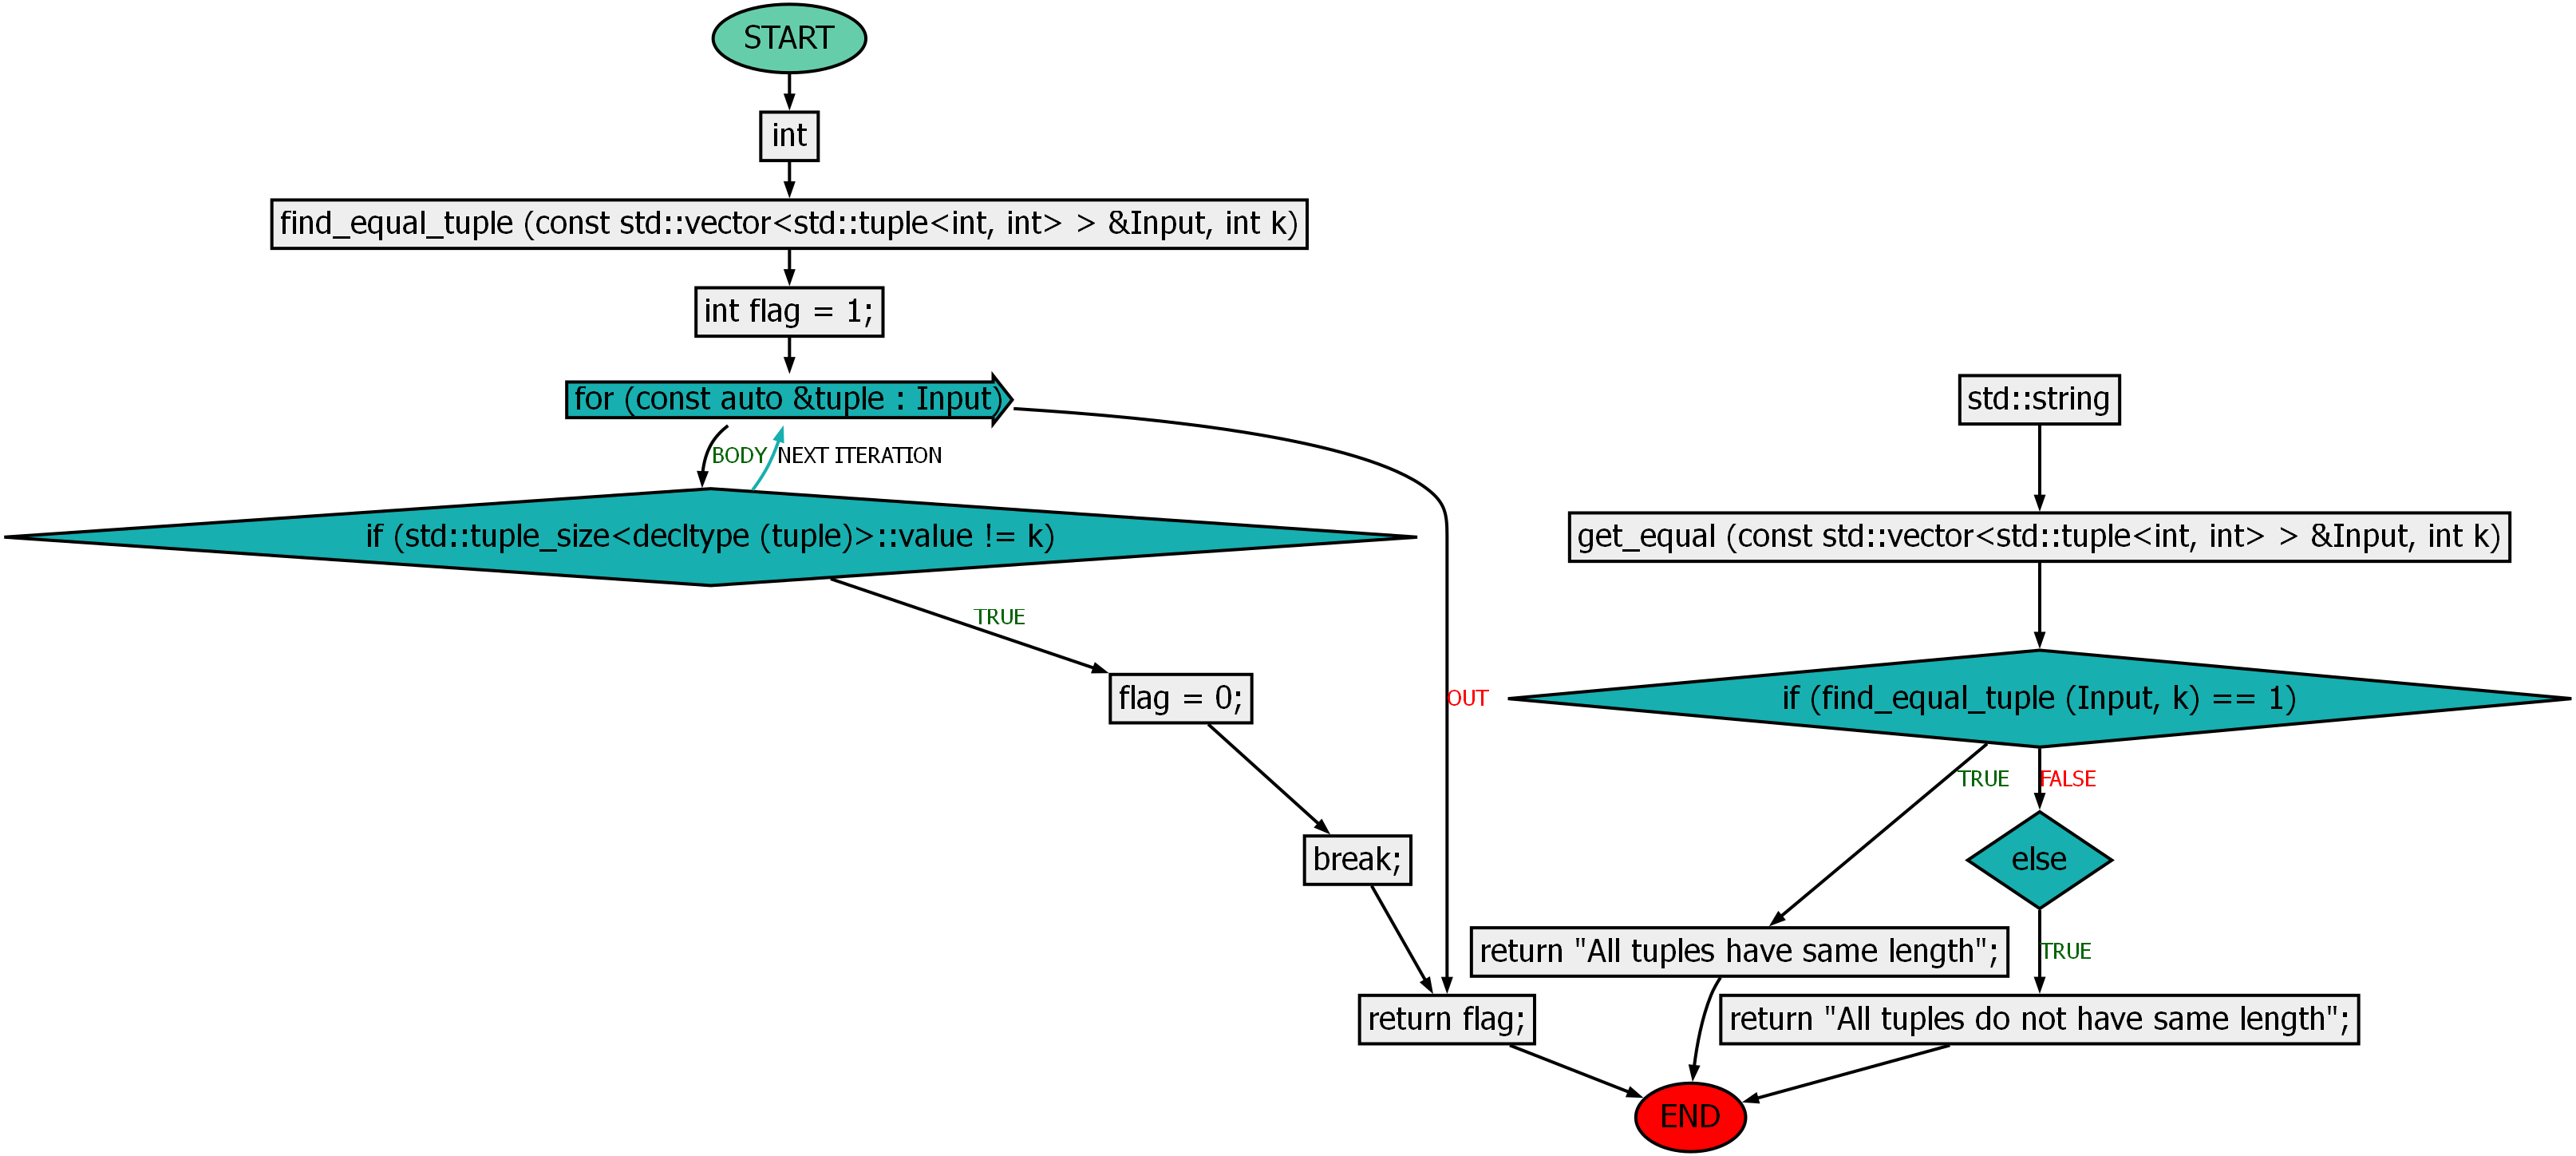 START
int
find_equal_tuple (const std::vector<std::tuple<int, int> > &Input, int k)
int flag = 1;
for (const auto &tuple : Input)
BODY
NEXT ITERATION
if (std::tuple_size<decltype (tuple)>::value != k)
TRUE
flag = 0;
break;
OUT
return flag;
std::string
get_equal (const std::vector<std::tuple<int, int> > &Input, int k)
if (find_equal_tuple (Input, k) == 1)
TRUE
FALSE
else
return "All tuples have same length";
TRUE
return "All tuples do not have same length";
END